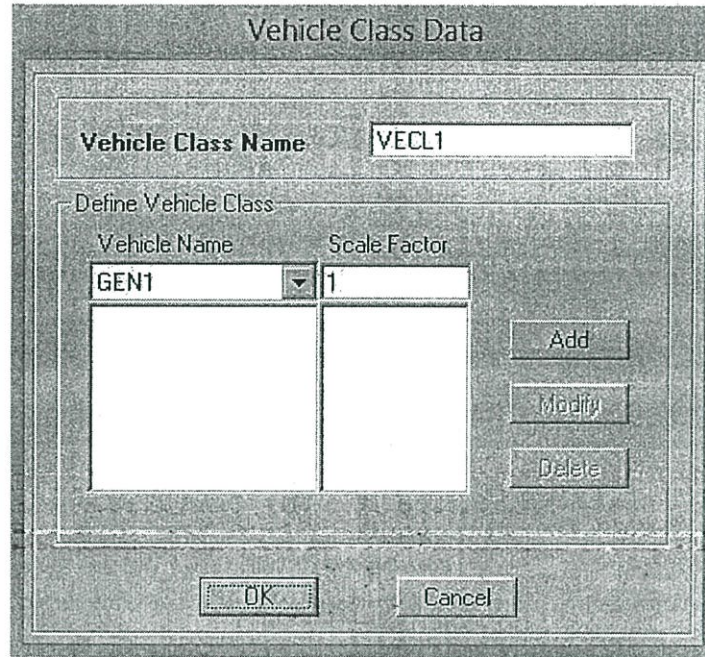 Vehicle Class Data
Vehicle Class Name VECL1
Define Vehicle Class
Vehicle Name Scale Factor
GEN1 1
Add
Modify
Delete
OK Cancel